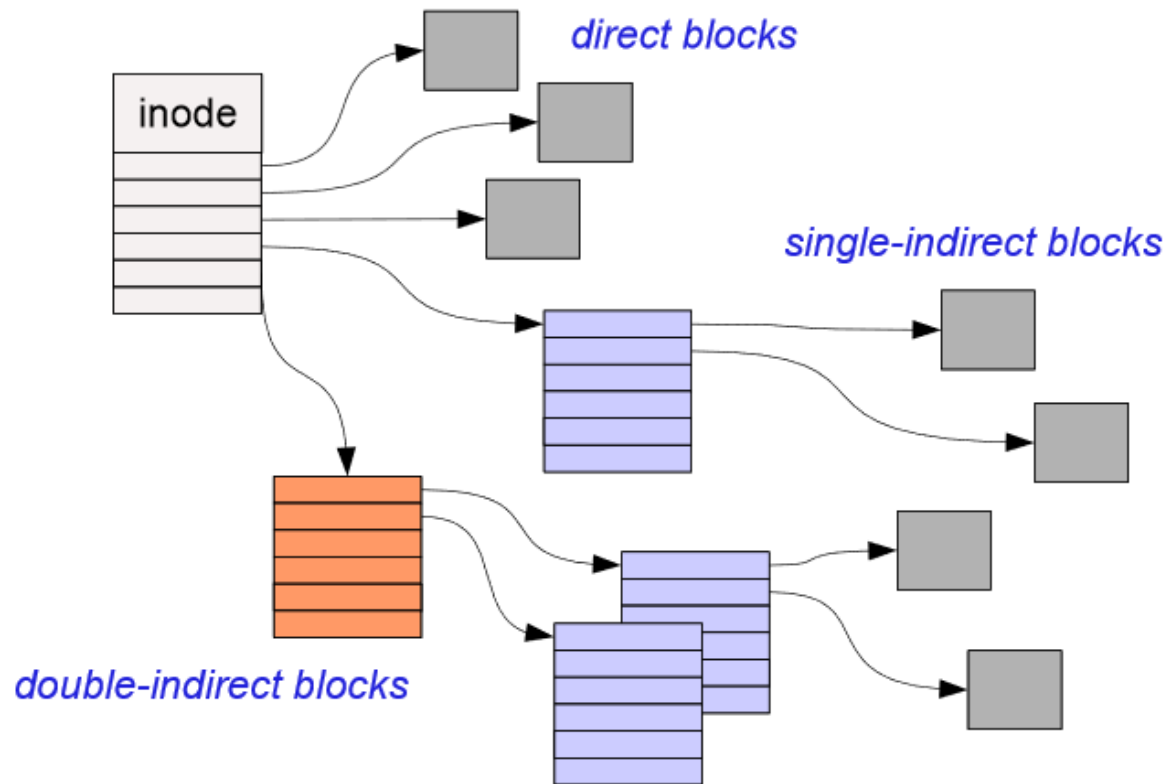 direct blocks
inode
single-indirect blocks
double-indirect blocks